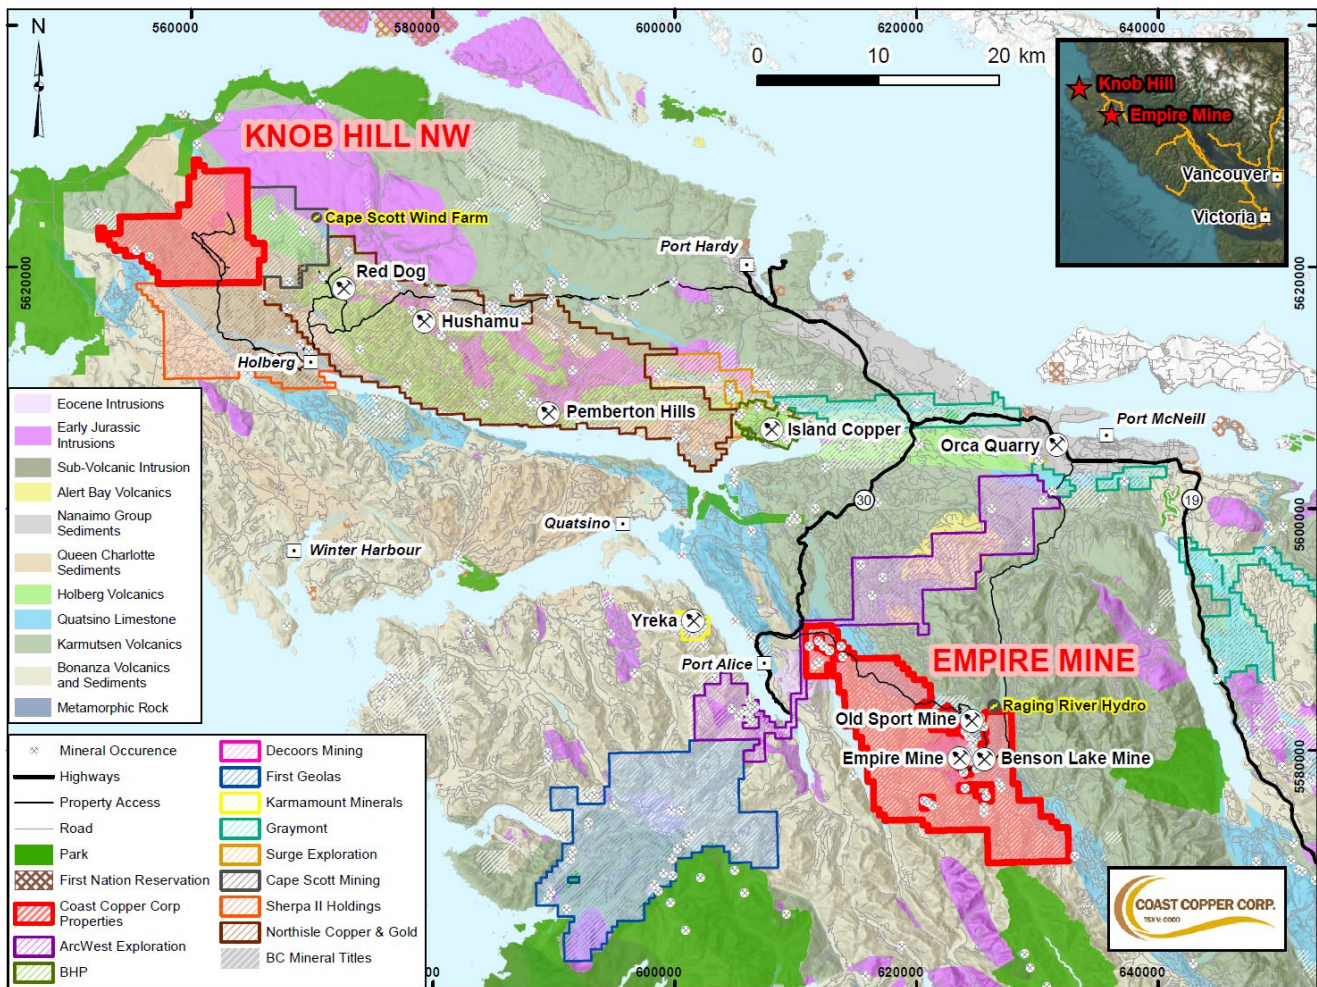 560000
580000
600000
620000
640000
N
0
10
20 km
Knob Hill
Empire Mine
Vancouver
Victoria
KNOB HILL NW
Cape Scott Wind Farm
Port Hardy
5620000
5620000
Red Dog
Hushamu
Holberg
Pemberton Hills
Island Copper
Port McNeill
Orca Quarry
30
19
5600000
Quatsino
Winter Harbour
Yreka
Port Alice
EMPIRE MINE
Raging River Hydro
Old Sport Mine
Empire Mine
Benson Lake Mine
5580000
Eocene Intrusions
Early Jurassic
Intrusions
Sub-Volcanic Intrusion
Alert Bay Volcanics
Nanaimo Group
Sediments
Queen Charlotte
Sediments
Holberg Volcanics
Quatsino Limestone
Karmutsen Volcanics
Bonanza Volcanics
and Sediments
Metamorphic Rock
Mineral Occurence
Highways
Property Access
Road
Park
First Nation Reservation
Coast Copper Corp
Properties
ArcWest Exploration
BHP
Decoors Mining
First Geolas
Karmamount Minerals
Graymont
Surge Exploration
Cape Scott Mining
Sherpa II Holdings
Northisle Copper & Gold
BC Mineral Titles
COAST COPPER CORP.
TSX V: COCO
600000
620000
640000